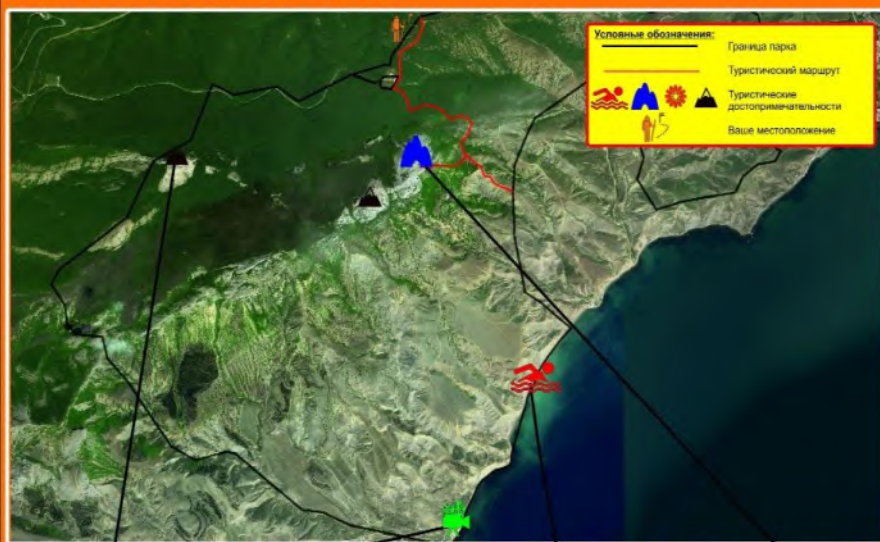 Условные обозначения:
Граница парка
Туристический маршрут
Туристические
достопримечательности
Ваше местоположение